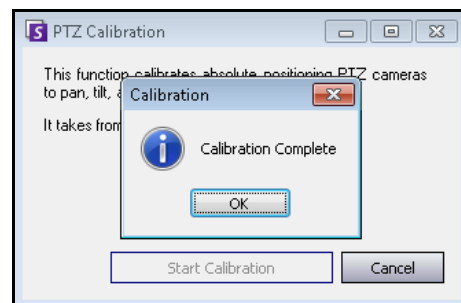 PTZ Calibration
This function calibrates absolute positioning PTZ cameras
to pan, tilt,
It takes from
Calibration
Calibration Complete
OK
Start Calibration
Cancel